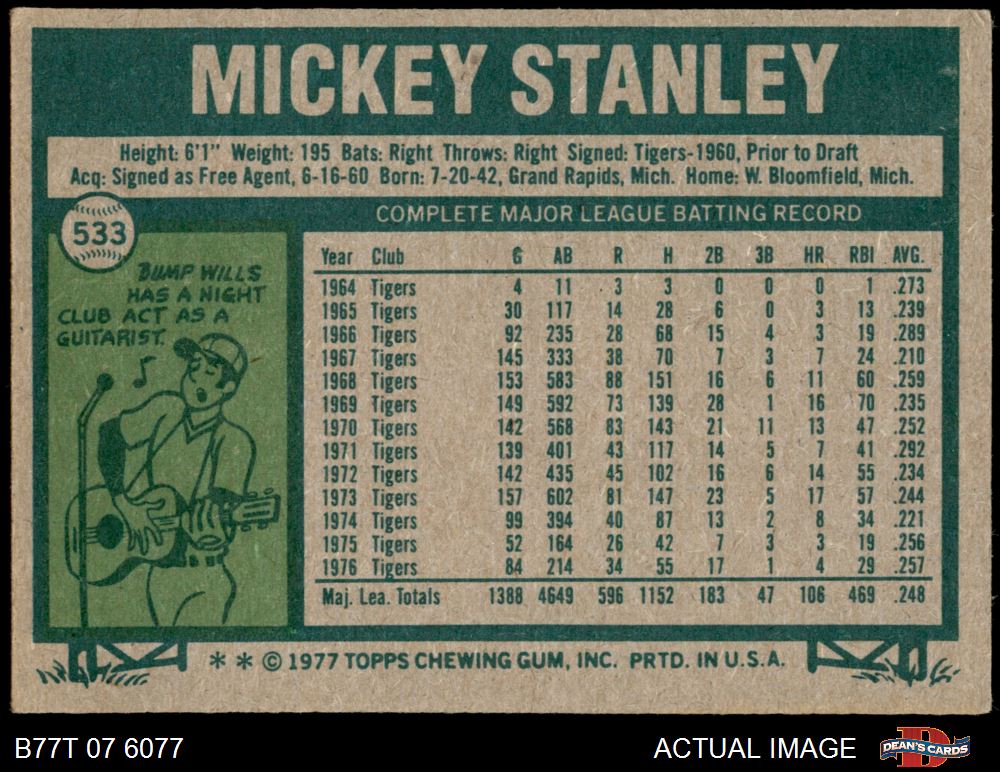 MICKEY STANLEY
Height: 6'1" Weight: 195 Bats: Right Throws: Right Signed: Tigers-1960, Prior to Draft
Acq: Signed as Free Agent, 6-16-60 Born: 7-20-42, Grand Rapids, Mich. Home: W. Bloomfield, Mich.
533
BUMP WILLS
HAS A NIGHT
CLUB ACT AS A
GUITARIST.
COMPLETE MAJOR LEAGUE BATTING RECORD
Year Club G AB R H 2B 3B HR RBI AVG.
1964 Tigers 4 11 3 3 0 0 0 1 .273
1965 Tigers 30 117 14 28 6 0 3 13 .239
1966 Tigers 92 235 28 68 15 4 3 19 .289
1967 Tigers 145 333 38 70 7 3 7 24 .210
1968 Tigers 153 583 88 151 16 6 11 60 .259
1969 Tigers 149 592 73 139 28 1 16 70 .235
1970 Tigers 142 568 83 143 21 11 13 47 .252
1971 Tigers 139 401 43 117 14 5 7 41 .292
1972 Tigers 142 435 45 102 16 6 14 55 .234
1973 Tigers 157 602 81 147 23 5 17 57 .244
1974 Tigers 99 394 40 87 13 2 8 34 .221
1975 Tigers 52 164 26 42 7 3 3 19 .256
1976 Tigers 84 214 34 55 17 1 4 29 .257
Maj. Lea. Totals 1388 4649 596 1152 183 47 106 469 .248
* * © 1977 TOPPS CHEWING GUM, INC. PRTD. IN U.S.A.
B77T 07 6077
ACTUAL IMAGE
D
DEAN'S CARDS